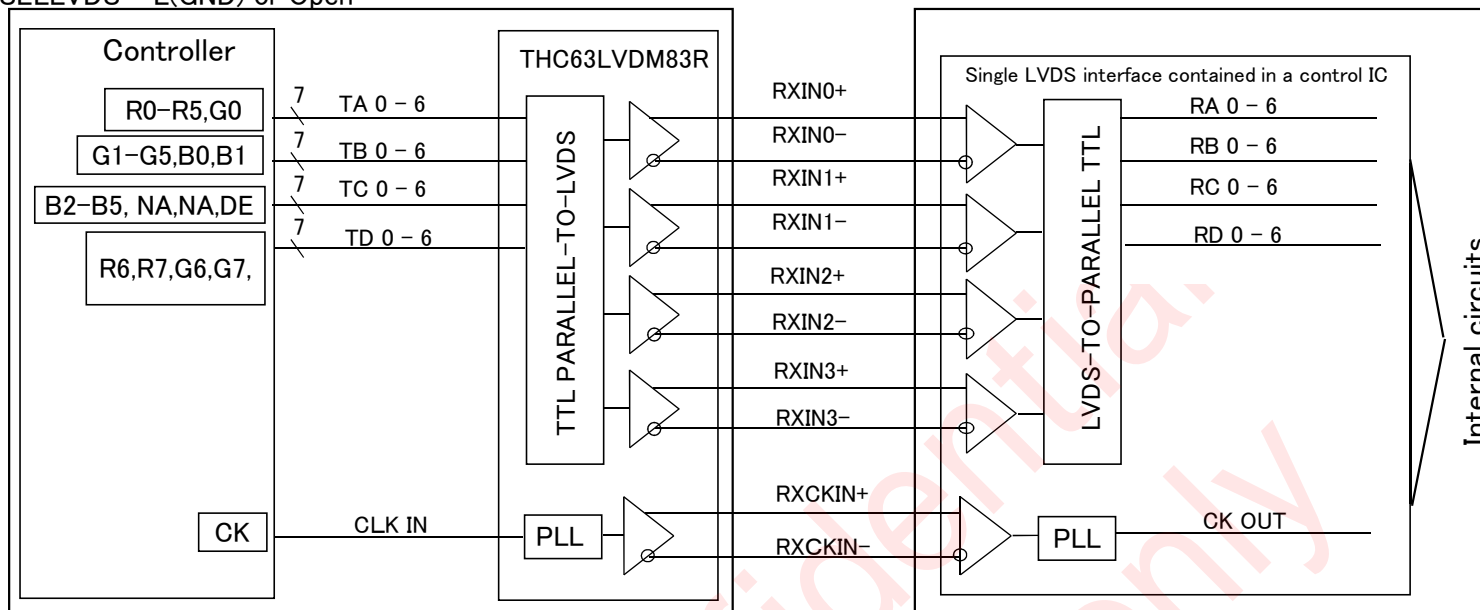 SELLVDS = L(GND) or Open
Controller
THC63LVDM83R
Single LVDS interface contained in a control IC
R0-R5,G0
7
TA 0 - 6
RXIN0+
RA 0 - 6
RXIN0-
G1-G5,B0,B1
7
TB 0 - 6
RB 0 - 6
RXIN1+
B2-B5, NA,NA,DE
7
TC 0 - 6
RC 0 - 6
RXIN1-
7
TD 0 - 6
RD 0 - 6
R6,R7,G6,G7,
RXIN2+
RXIN2-
RXIN3+
RXIN3-
TTL PARALLEL-TO-LVDS
LVDS-TO-PARALLEL TTL
Internal circuits
RXCKIN+
CK
CLK IN
PLL
RXCKIN-
PLL
CK OUT
only